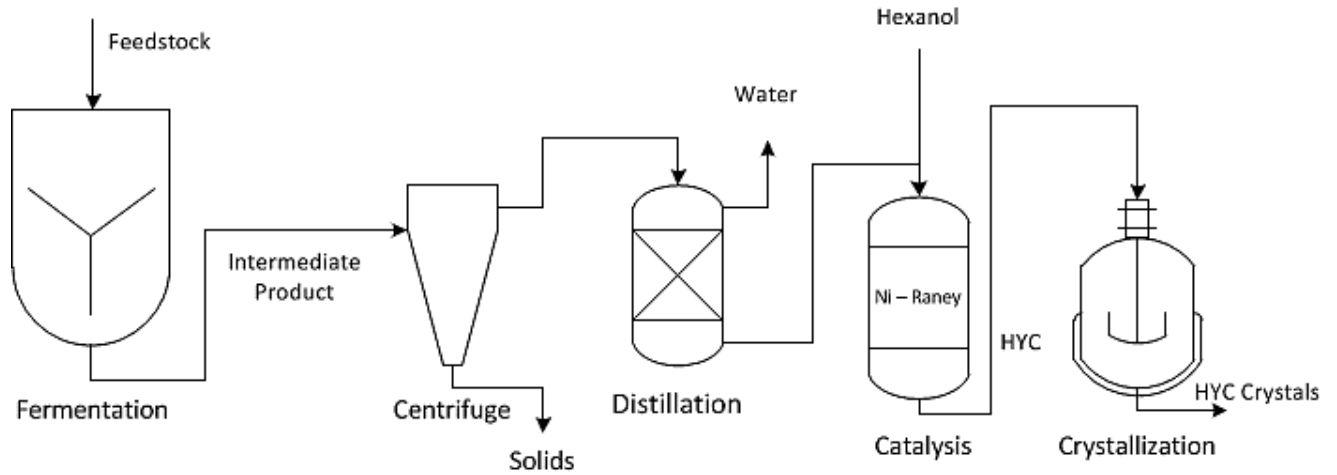 Feedstock
Hexanol
Water
Intermediate
Product
Ni – Raney
HYC
HYC Crystals
Fermentation
Centrifuge
Distillation
Solids
Catalysis
Crystallization